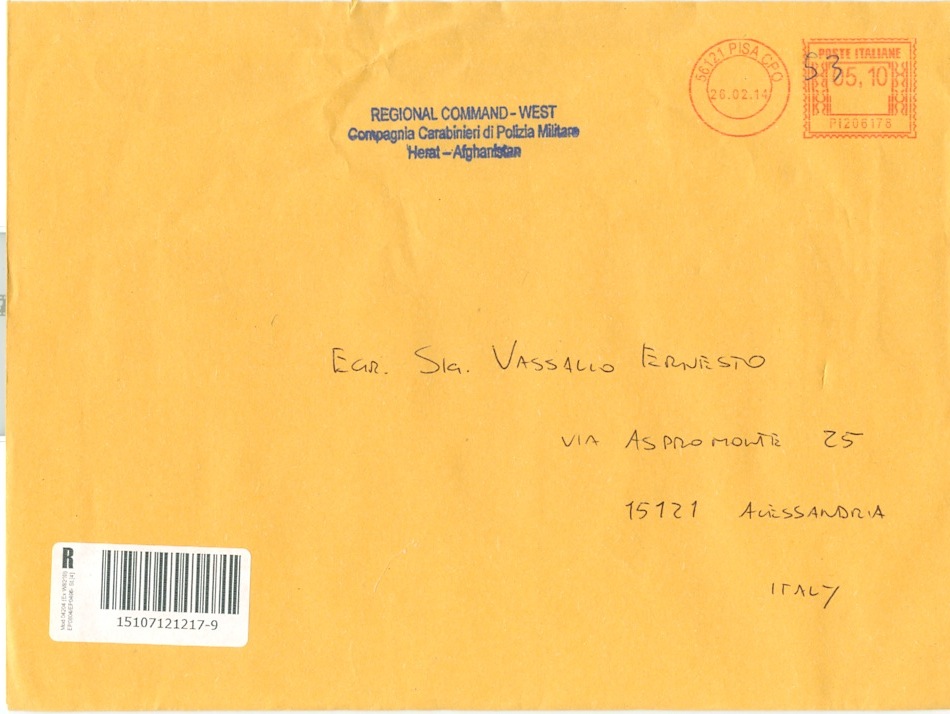 56121 PISA CPO
26.02.14
POSTE ITALIANE
53
05,10
PI206178
REGIONAL COMMAND - WEST
Compagnia Carabinieri di Polizia Militare
Herat – Afghanistan
EGR. SIG. VASSALLO ERNESTO
VIA ASPROMONTE 25
15121 ALESSANDRIA
ITALY
R
15107121217-9